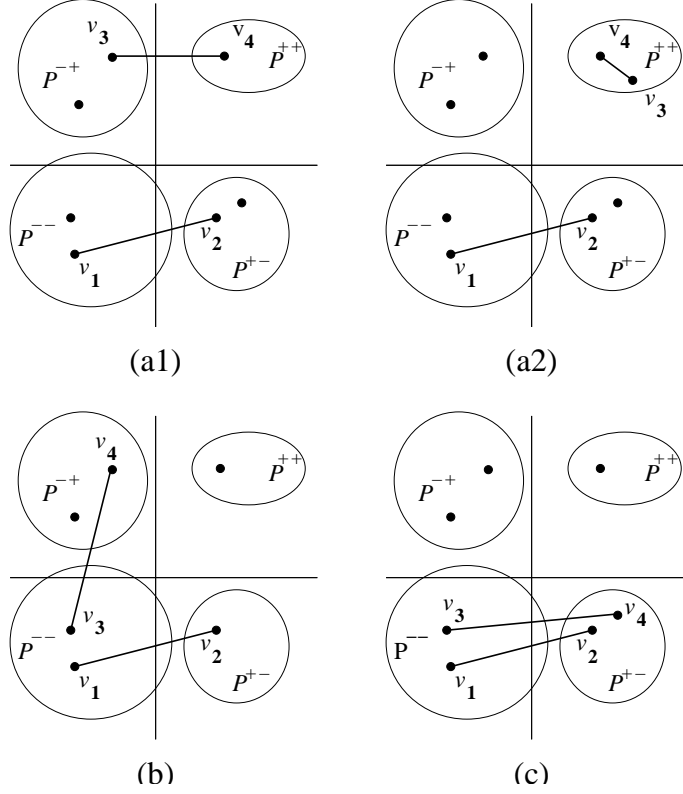 v₃ v₄ P⁻⁺ P⁺⁺
P⁻⁻ v₁ v₂ P⁺⁻
(a1)
v₄ P⁻⁺ P⁺⁺ v₃
P⁻⁻ v₁ v₂ P⁺⁻
(a2)
v₄ P⁻⁺ P⁺⁺
v₃ P⁻⁻ v₁ v₂ P⁺⁻
(b)
P⁻⁺ P⁺⁺
v₃ v₄ P⁻⁻ v₁ v₂ P⁺⁻
(c)